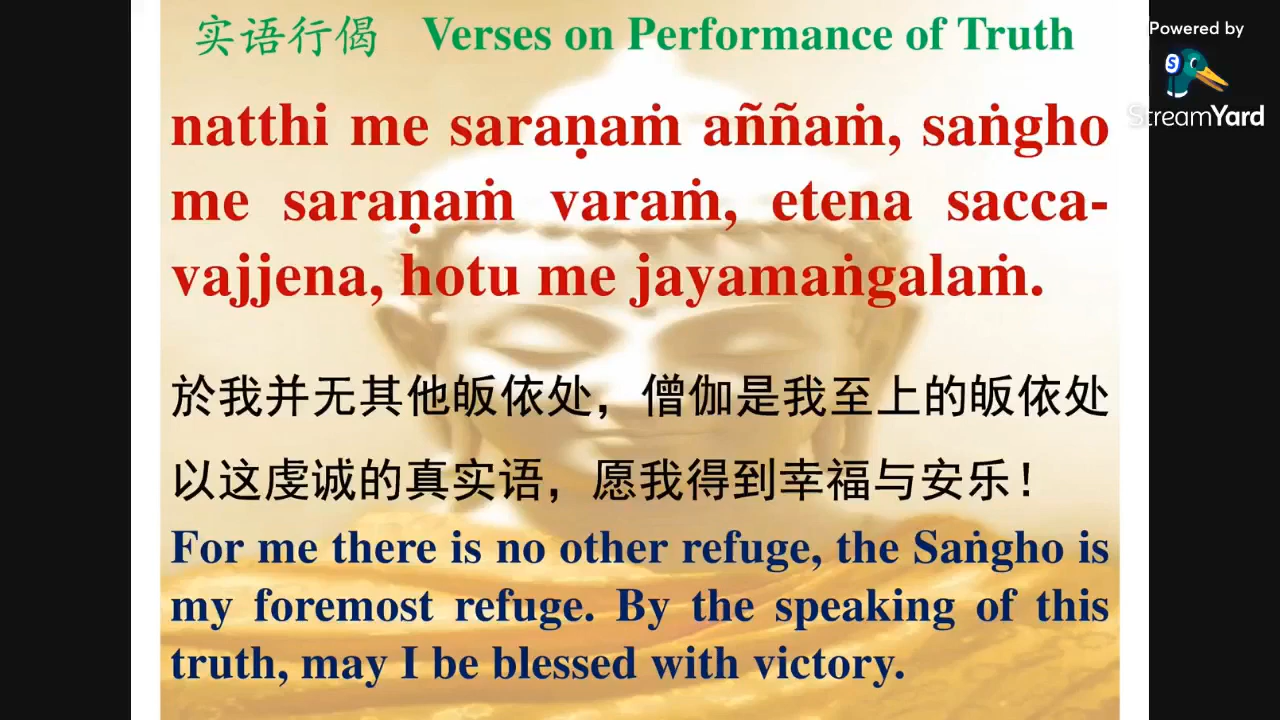 实语行偈 Verses on Performance of Truth
Powered by
StreamYard
natthi me saraṇaṁ aññaṁ, saṅgho
me saraṇaṁ varaṁ, etena sacca-
vajjena, hotu me jayamaṅgalaṁ.
於我并无其他皈依处，僧伽是我至上的皈依处
以这虔诚的真实语，愿我得到幸福与安乐！
For me there is no other refuge, the Saṅgho is
my foremost refuge. By the speaking of this
truth, may I be blessed with victory.